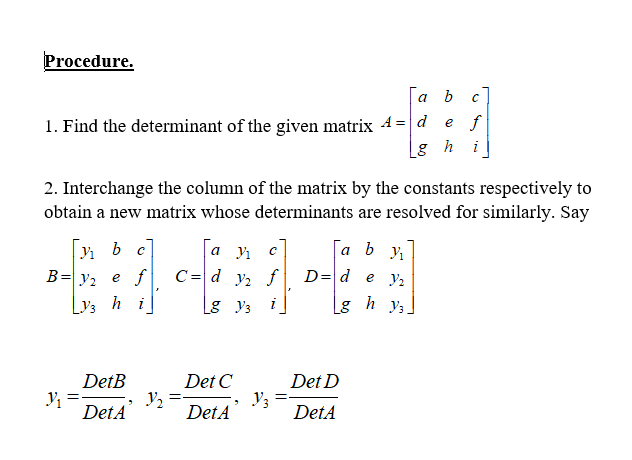 Procedure.
1. Find the determinant of the given matrix A = [a b c; d e f; g h i]
2. Interchange the column of the matrix by the constants respectively to
obtain a new matrix whose determinants are resolved for similarly. Say
B = [y₁ b c; y₂ e f; y₃ h i], C = [a y₁ c; d y₂ f; g y₃ i], D = [a b y₁; d e y₂; g h y₃]
y₁ = DetB/DetA, y₂ = Det C/DetA, y₃ = Det D/DetA